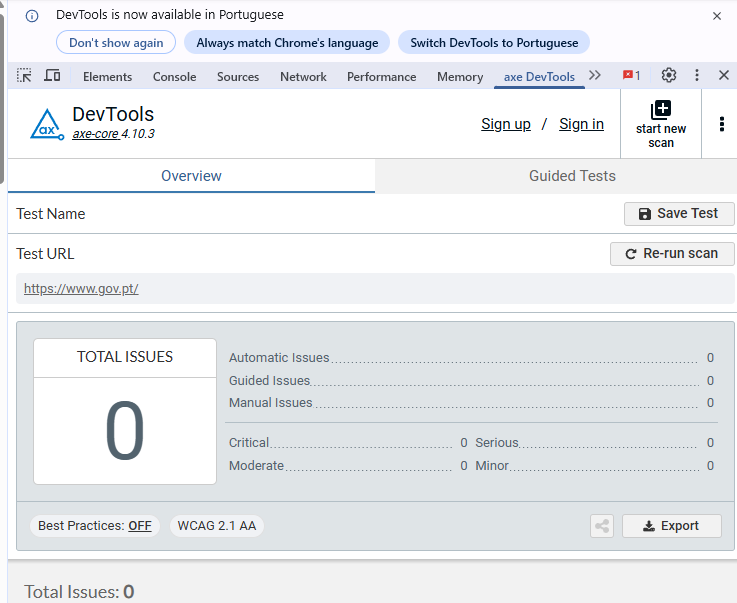 DevTools is now available in Portuguese
Don't show again
Always match Chrome's language
Switch DevTools to Portuguese
Elements Console Sources Network Performance Memory axe DevTools 1
ax DevTools
axe-core 4.10.3
Sign up / Sign in
start new scan
Overview
Guided Tests
Test Name
Save Test
Test URL
Re-run scan
https://www.gov.pt/
TOTAL ISSUES
0
Automatic Issues 0
Guided Issues 0
Manual Issues 0
Critical 0 Serious 0
Moderate 0 Minor 0
Best Practices: OFF
WCAG 2.1 AA
Export
Total Issues: 0